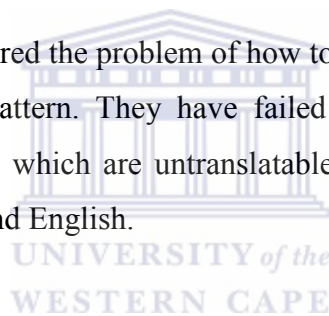 red the problem of how to
attern. They have failed
which are untranslatable
nd English.
UNIVERSITY of the
WESTERN CAPE